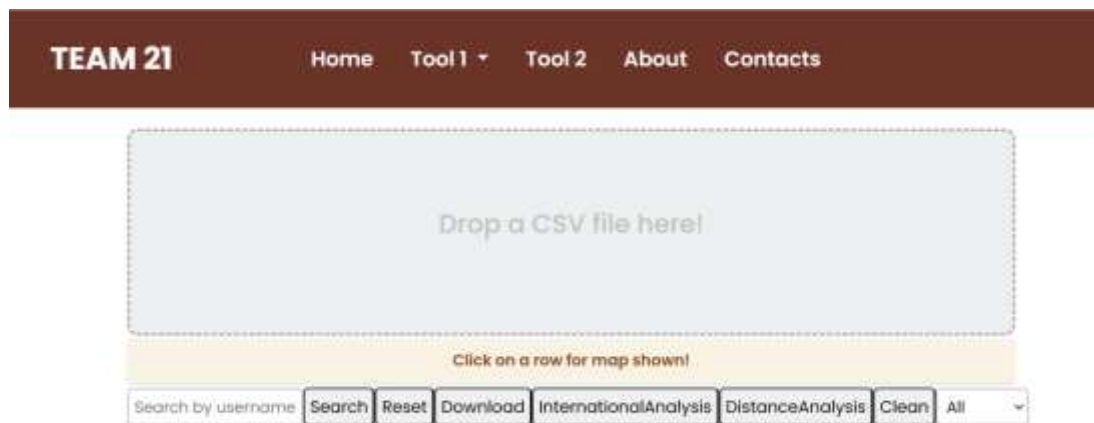 TEAM 21 Home Tool 1 Tool 2 About Contacts
Drop a CSV file here!
Click on a row for map shown!
Search by username Search Reset Download InternationalAnalysis DistanceAnalysis Clean All